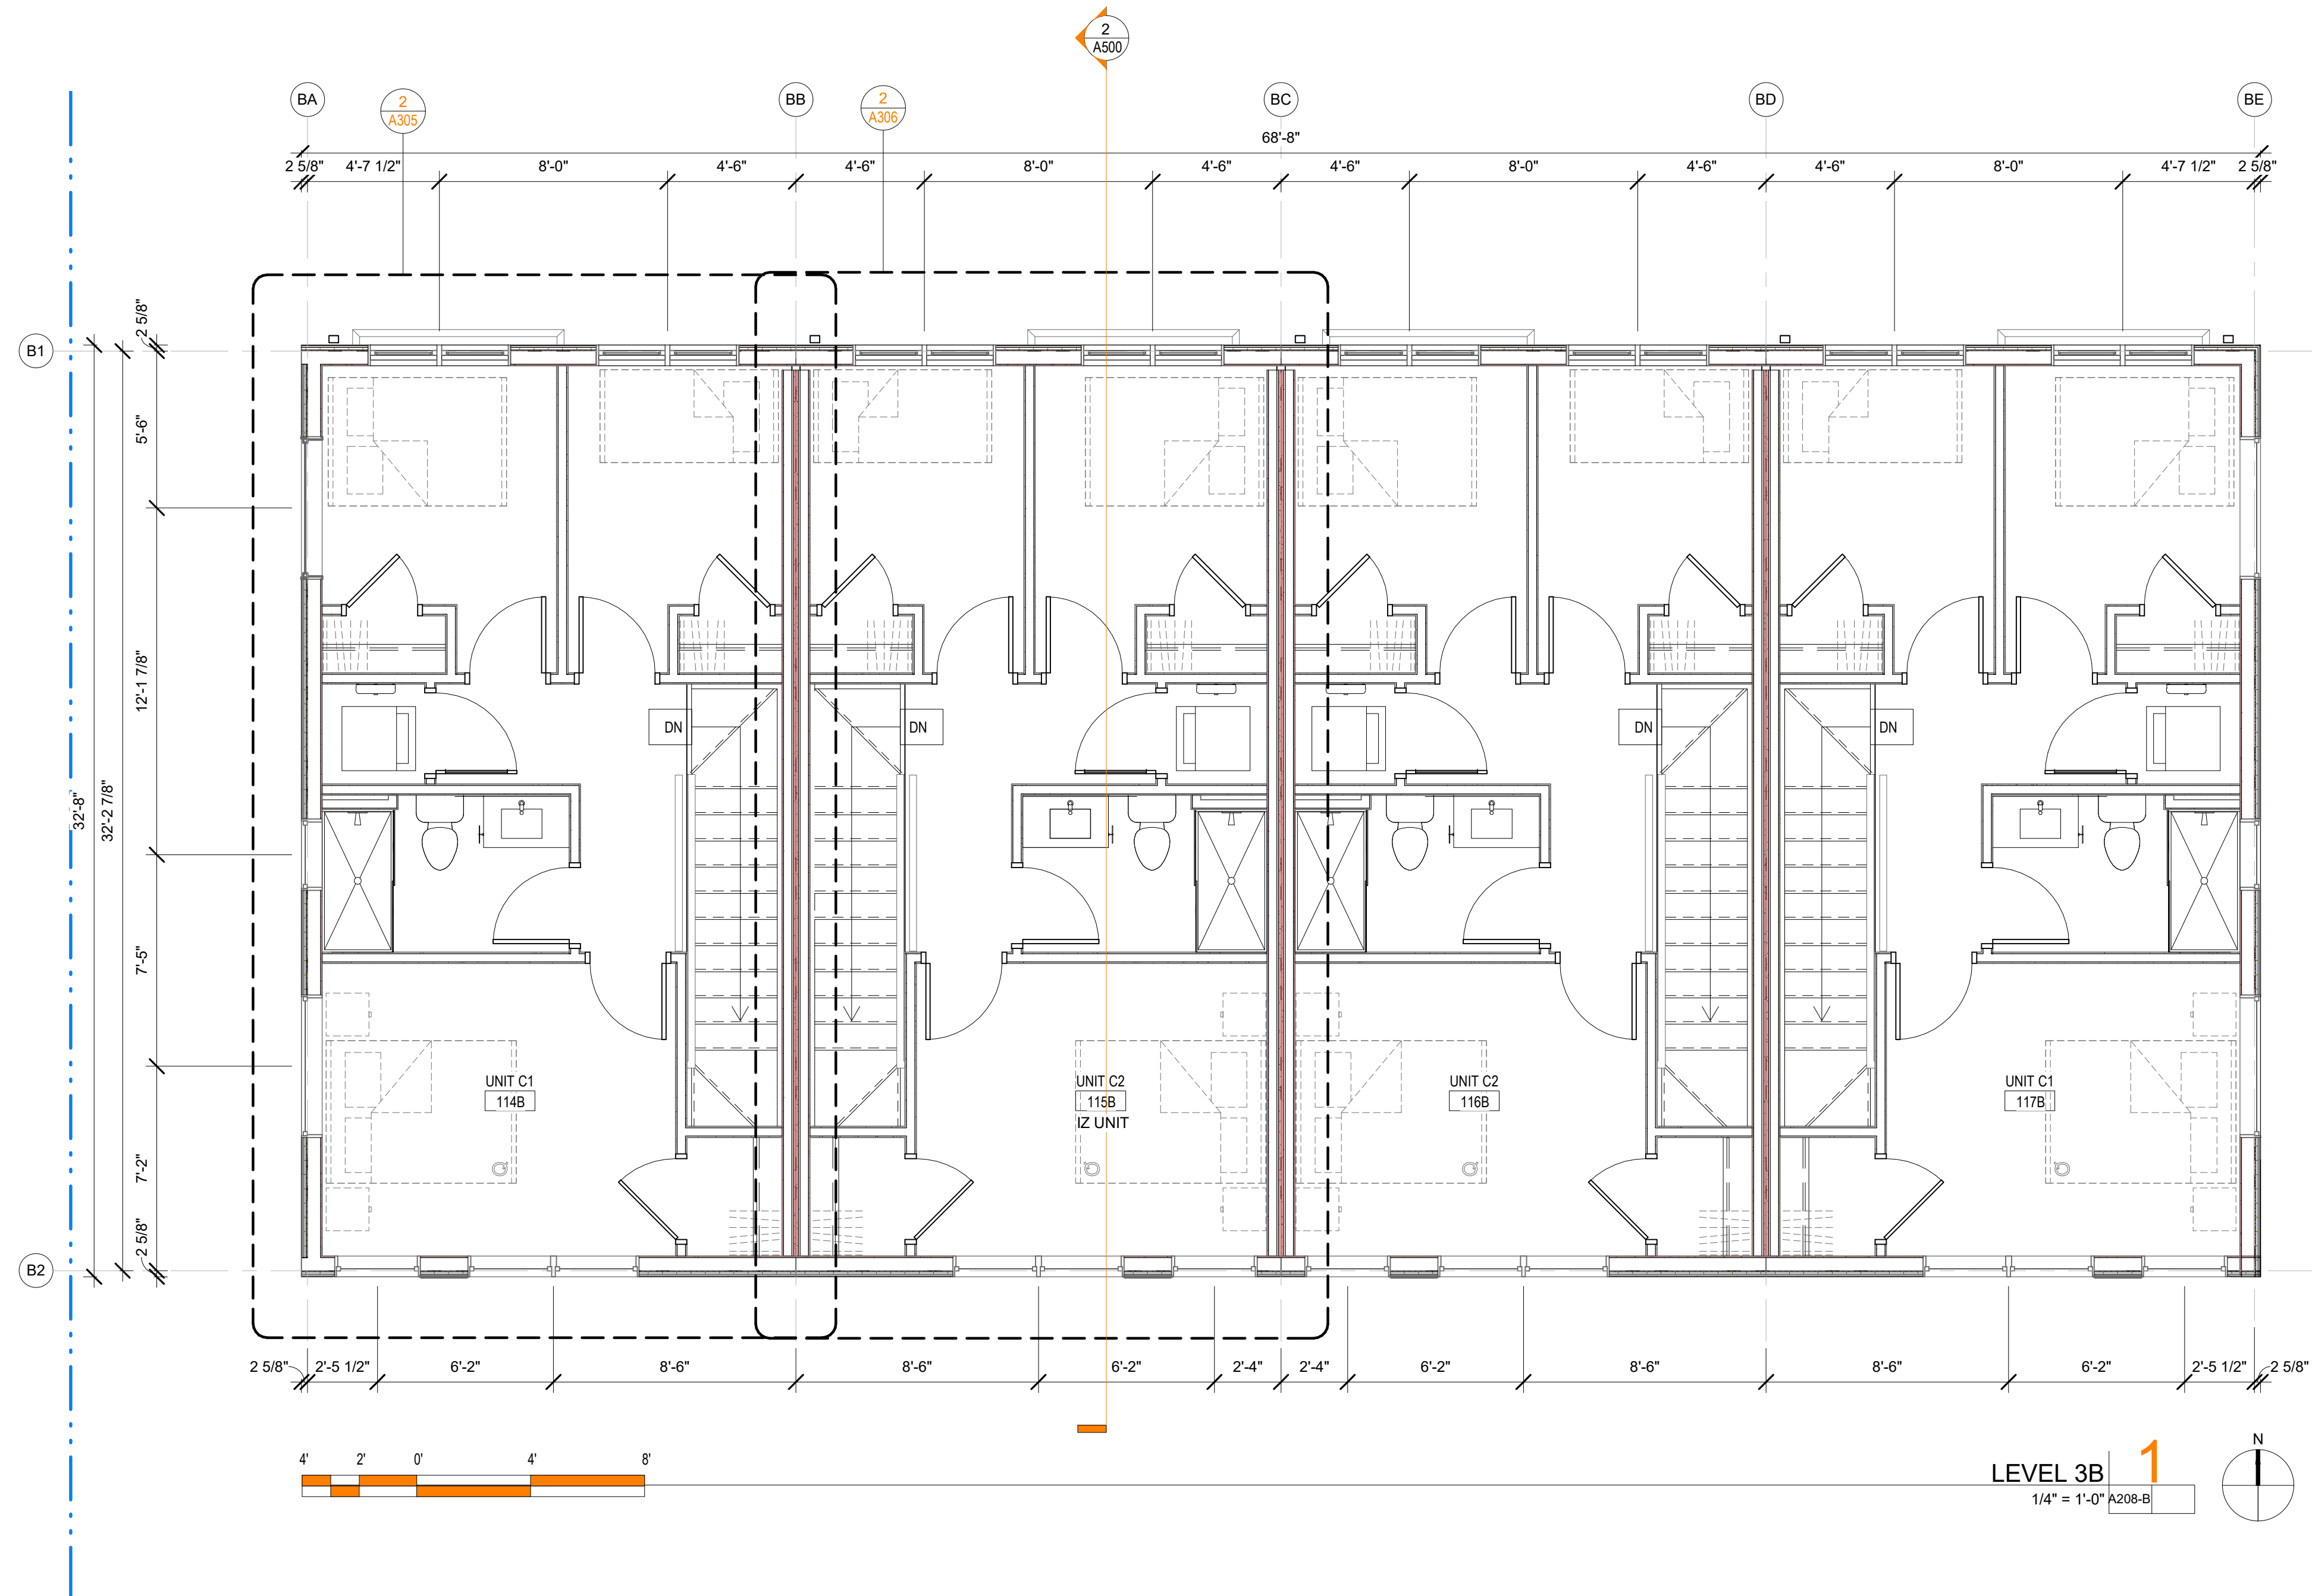 2
A500
BA
2
A305
BB
2
A306
BC
BD
BE
68'-8"
2 5/8"
4'-7 1/2"
8'-0"
4'-6"
4'-6"
8'-0"
4'-6"
4'-6"
8'-0"
4'-6"
4'-6"
8'-0"
4'-7 1/2"
2 5/8"
B1
2 5/8"
5'-6"
12'-1 7/8"
32'-8"
32'-2 7/8"
7'-5"
7'-2"
2 5/8"
B2
DN
DN
DN
DN
UNIT C1
114B
UNIT C2
115B
IZ UNIT
UNIT C2
116B
UNIT C1
117B
2 5/8"
2'-5 1/2"
6'-2"
8'-6"
8'-6"
6'-2"
2'-4"
2'-4"
6'-2"
8'-6"
8'-6"
6'-2"
2'-5 1/2"
2 5/8"
4'
2'
0'
4'
8'
LEVEL 3B
1
1/4" = 1'-0"
A208-B
N